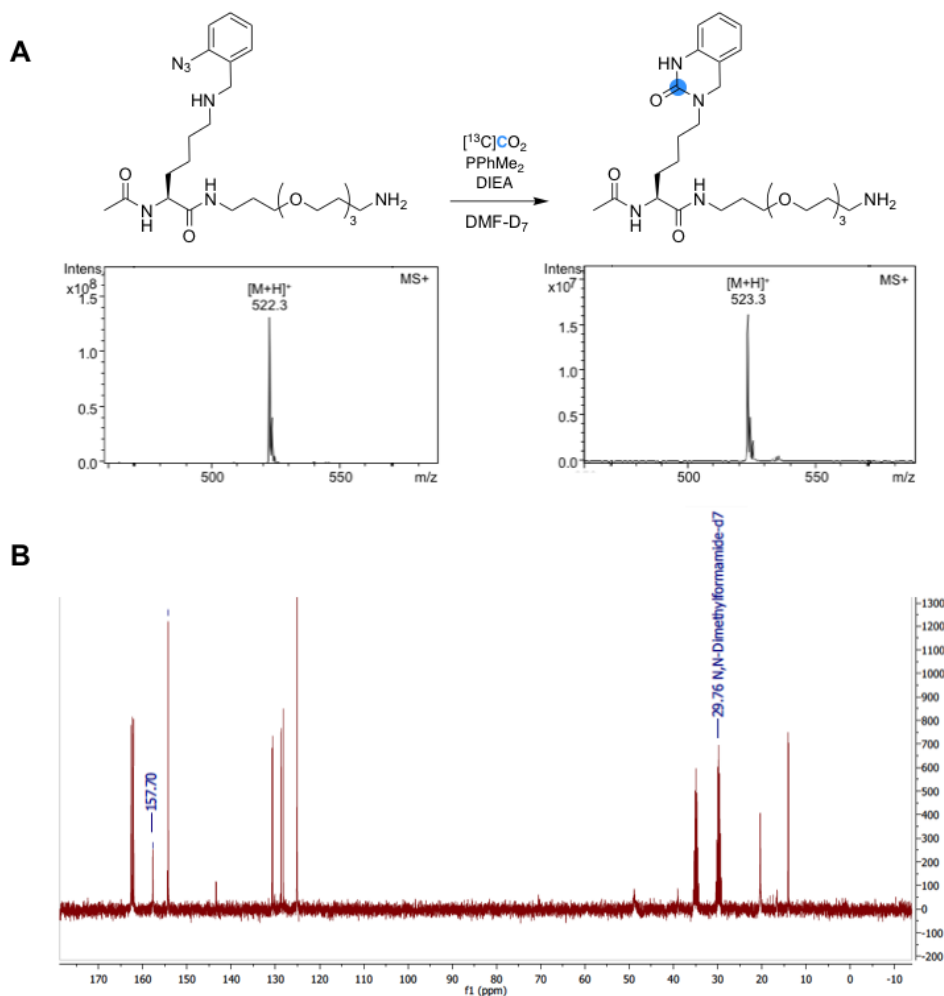 A
N₃
HN
O
N
H
H
N
O
O
3
NH₂
[¹³C]CO₂
PPhMe₂
DIEA
DMF-D₇
HN
O
C
N
O
N
H
H
N
O
O
3
NH₂
Intens
x10⁸
1.5
1.0
0.5
0.0
[M+H]⁺
522.3
MS+
500
550
m/z
Intens
x10⁷
1.5
1.0
0.5
0.0
[M+H]⁺
523.3
MS+
500
550
m/z
B
157.70
29.76 N,N-Dimethylformamide-d7
1300
1200
1100
1000
900
800
700
600
500
400
300
200
100
0
-100
-200
170 160 150 140 130 120 110 100 90 80 70 60 50 40 30 20 10 0 -10
f1 (ppm)